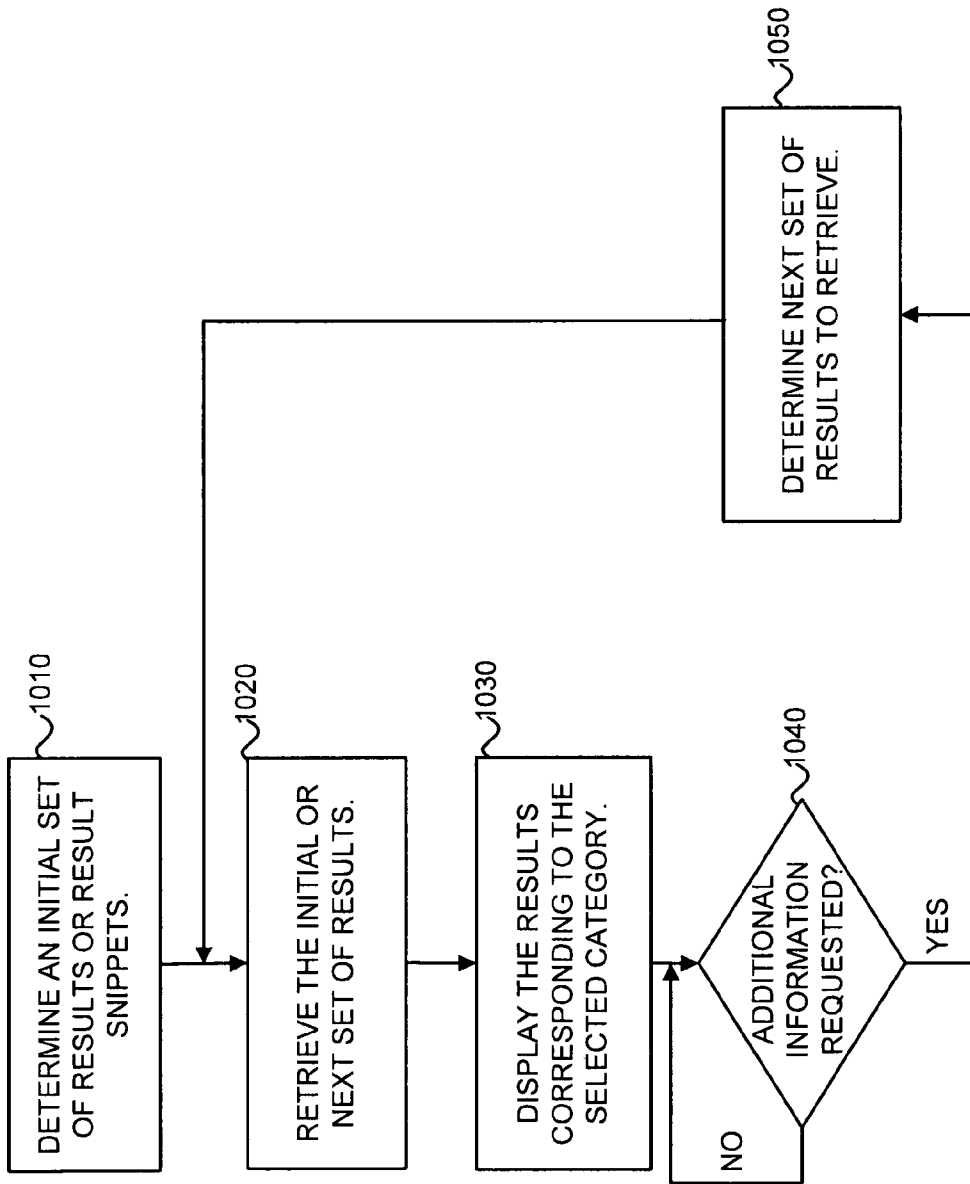 1010
DETERMINE AN INITIAL SET
OF RESULTS OR RESULT
SNIPPETS.
1020
RETRIEVE THE INITIAL OR
NEXT SET OF RESULTS.
1030
DISPLAY THE RESULTS
CORRESPONDING TO THE
SELECTED CATEGORY.
1040
ADDITIONAL
INFORMATION
REQUESTED?
NO
YES
1050
DETERMINE NEXT SET OF
RESULTS TO RETRIEVE.